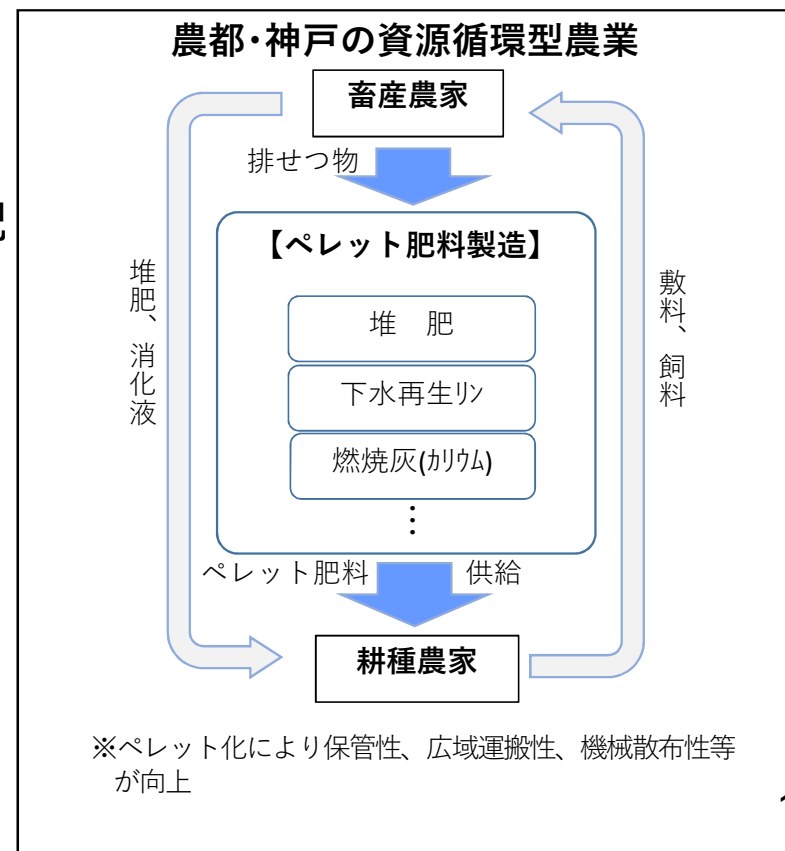 農都・神戸の資源循環型農業
畜産農家
排せつ物
【ペレット肥料製造】
堆　肥
下水再生ﾘﾝ
燃焼灰(ｶﾘｳﾑ)
⋮
ペレット肥料
供給
耕種農家
堆肥、消化液
敷料、飼料
※ペレット化により保管性、広域運搬性、機械散布性等
が向上